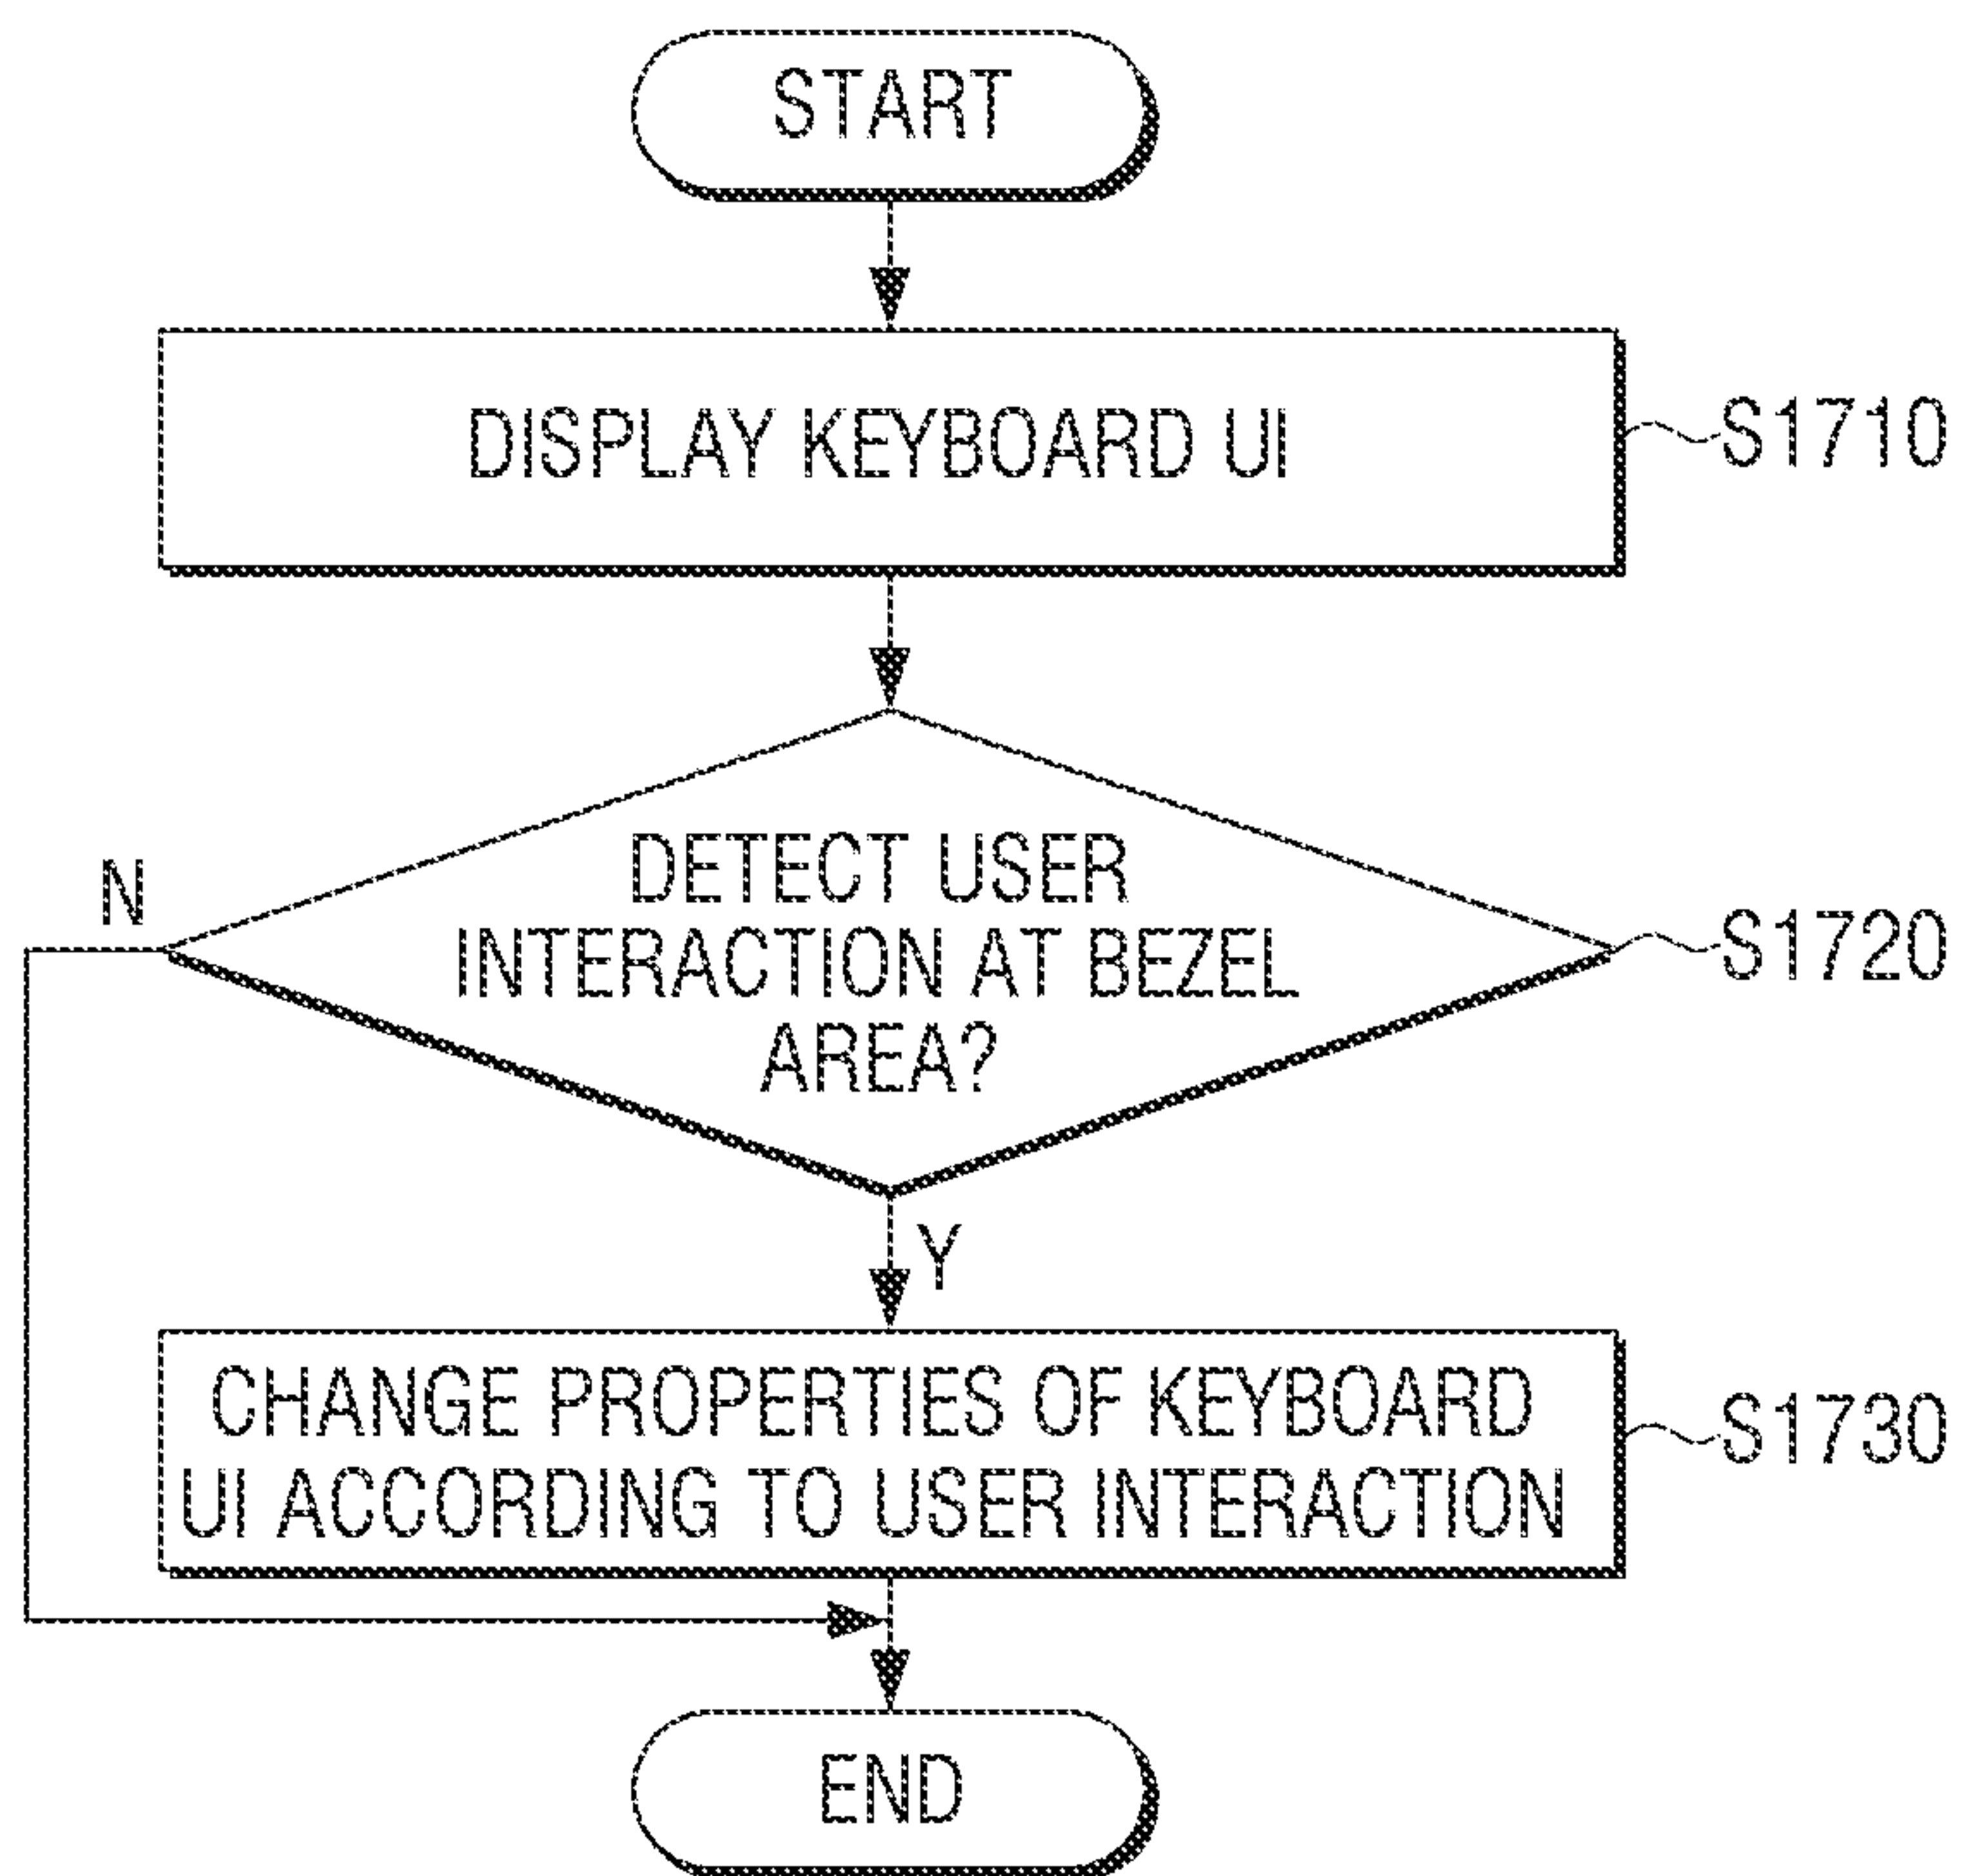 START
DISPLAY KEYBOARD UI
S1710
DETECT USER
INTERACTION AT BEZEL
AREA?
N
S1720
Y
CHANGE PROPERTIES OF KEYBOARD
UI ACCORDING TO USER INTERACTION
S1730
END